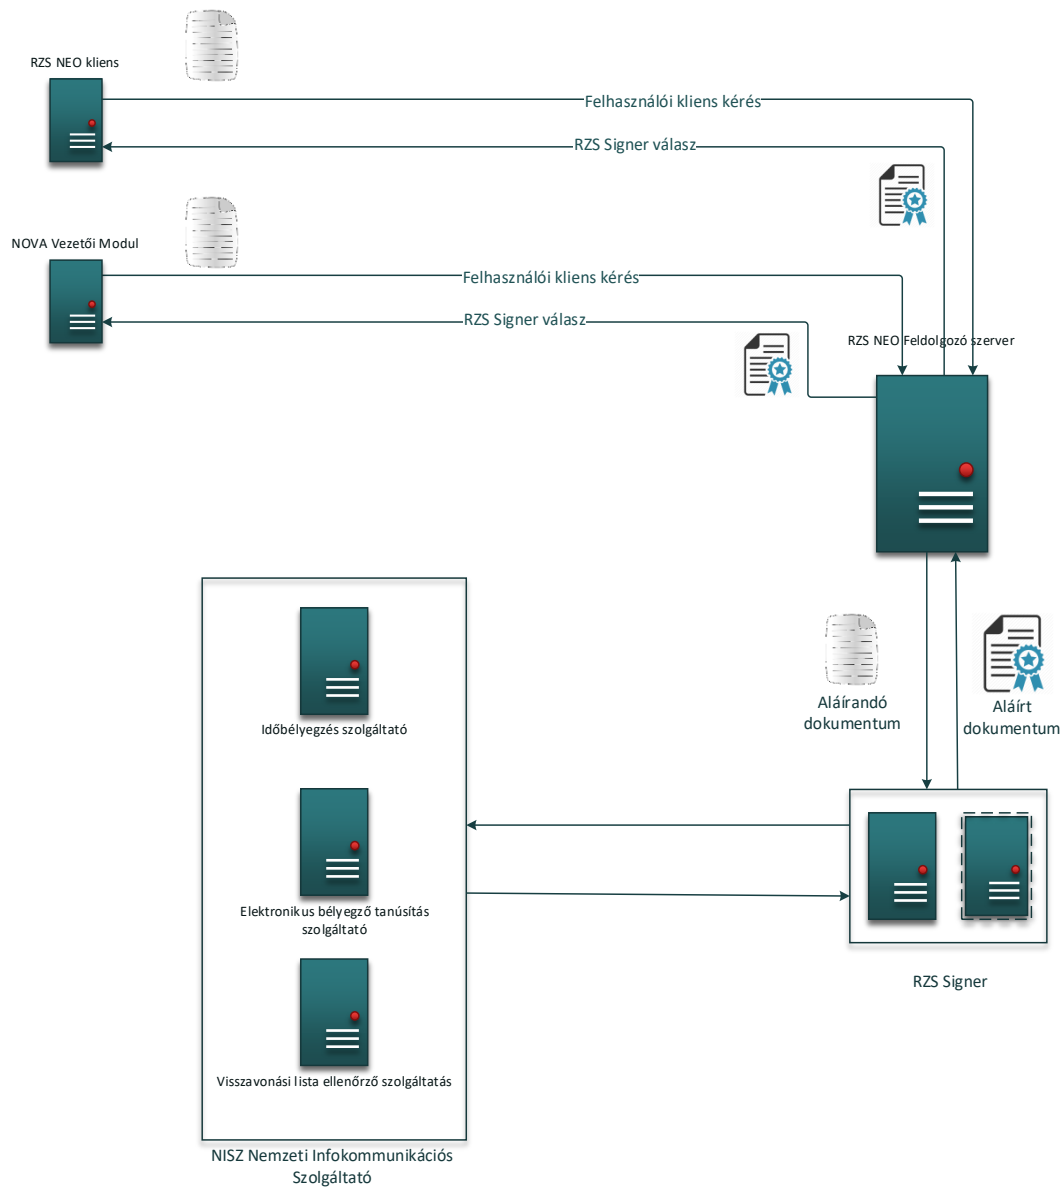 RZS NEO kliens
Felhasználói kliens kérés
RZS Signer válasz
NOVA Vezetői Modul
Felhasználói kliens kérés
RZS Signer válasz
RZS NEO Feldolgozó szerver
Aláírandó
dokumentum
Aláírt
dokumentum
Időbélyegzés szolgáltató
Elektronikus bélyegző tanúsítás
szolgáltató
Visszavonási lista ellenőrző szolgáltatás
RZS Signer
NISZ Nemzeti Infokommunikációs
Szolgáltató